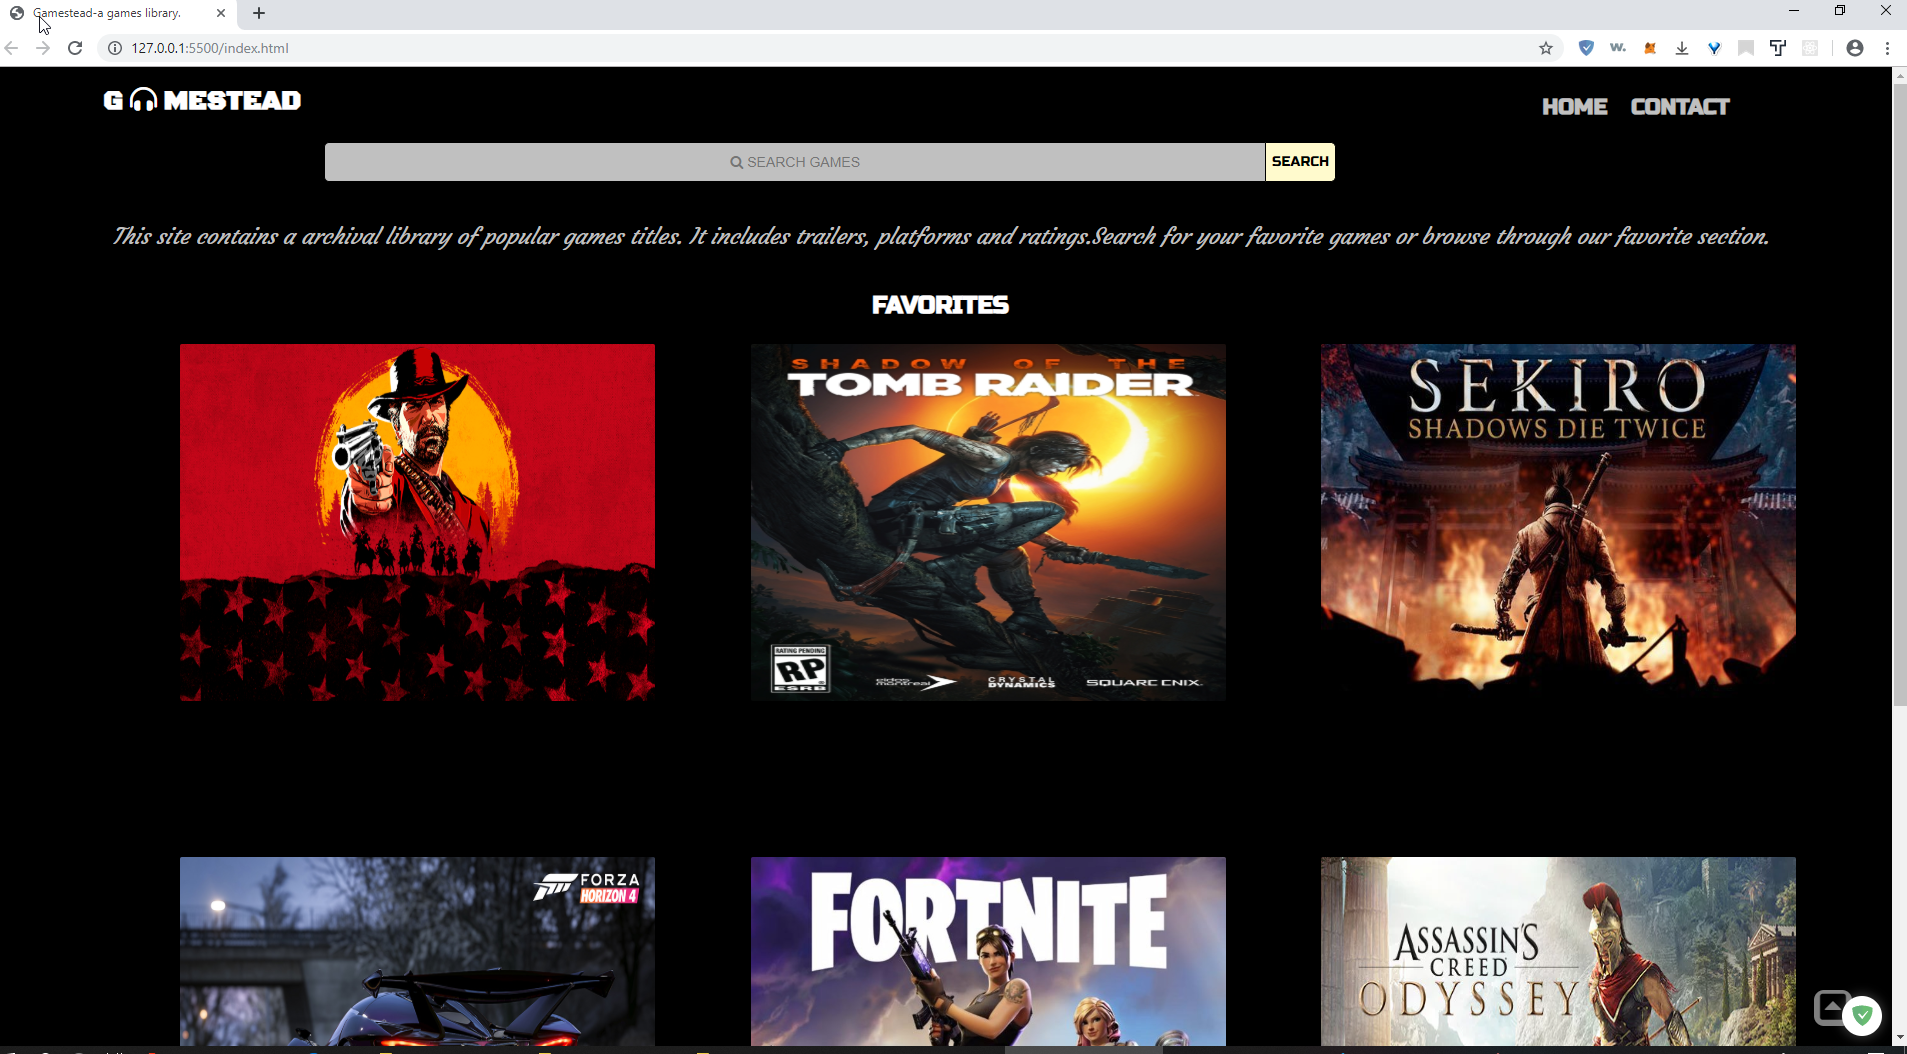 Gamestead-a games library.
127.0.0.1:5500/index.html
w.
G MESTEAD
HOME CONTACT
SEARCH GAMES
SEARCH
This site contains a archival library of popular games titles. It includes trailers, platforms and ratings.Search for your favorite games or browse through our favorite section.
FAVORITES
SHADOW OF THE
TOMB RAIDER
RATING PENDING
RP
ESRB
eidos
montreal
CRYSTAL
DYNAMICS
SQUARE ENIX.
SEKIRO
SHADOWS DIE TWICE
FORZA
HORIZON 4
FORTNITE
ASSASSIN'S
CREED
ODYSSEY